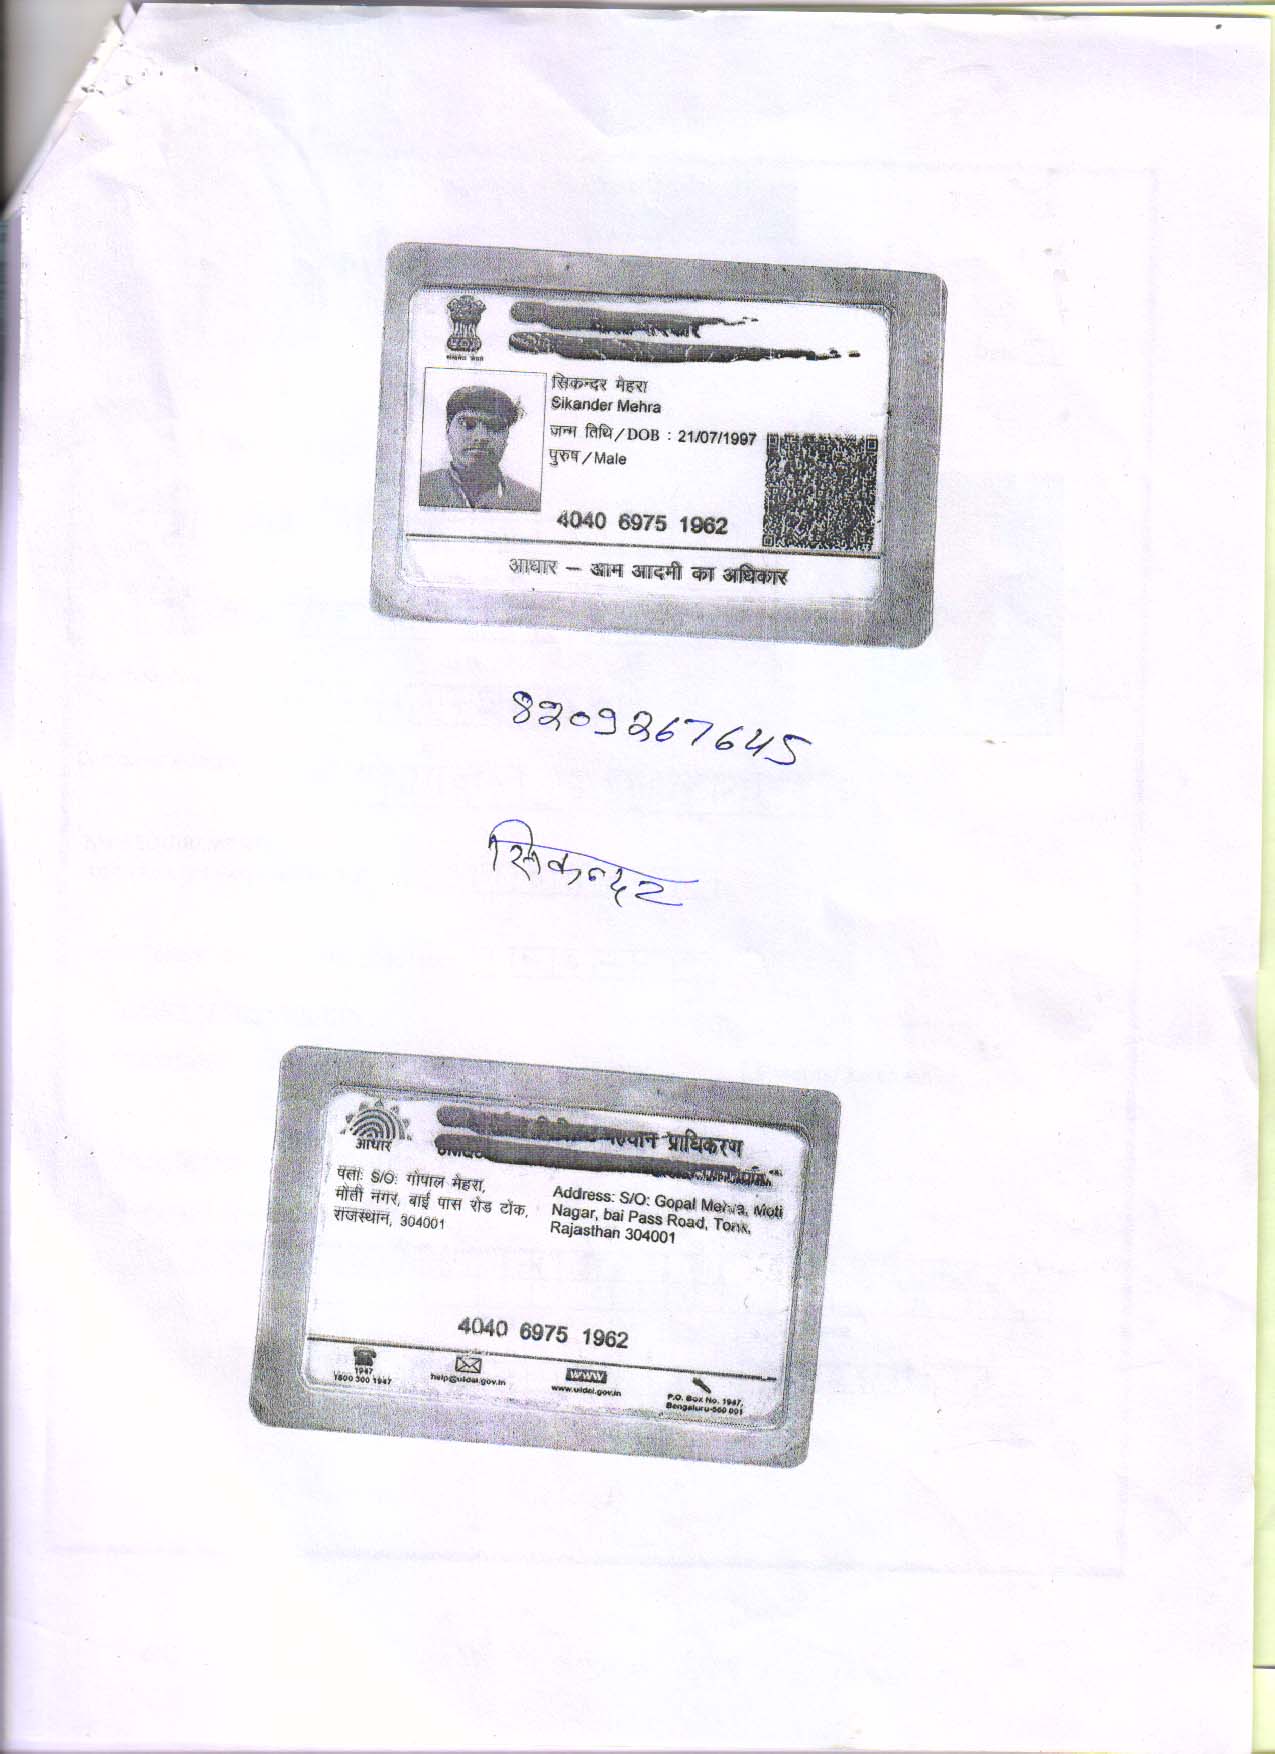 सिकन्दर मेहरा
Sikander Mehra
जन्म तिथि / DOB : 21/07/1997
पुरुष / Male
4040 6975 1962
आधार – आम आदमी का अधिकार
8209267645
सिकन्दर
प्राधिकरण
आधार
पता: S/O: गोपाल मेहरा,
मोती नगर, बाई पास रोड टोंक,
राजस्थान, 304001
Address: S/O: Gopal Mehra, Moti
Nagar, bai Pass Road, Tonk,
Rajasthan 304001
4040 6975 1962
1947
1800 300 1947
help@uidai.gov.in
www
www.uidai.gov.in
P.O. Box No. 1947,
Bengaluru-560 001